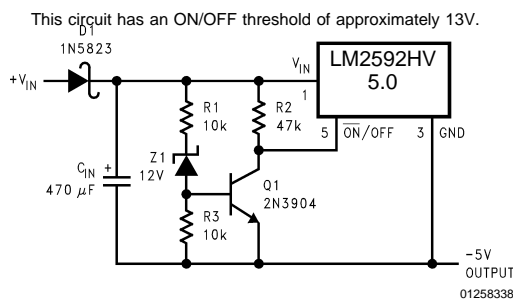 This circuit has an ON/OFF threshold of approximately 13V.
D1
1N5823
+VIN
VIN
1
LM2592HV
5.0
5
ON/OFF
3
GND
R1
10k
R2
47k
Z1
12V
CIN
+
470 μF
Q1
2N3904
R3
10k
–5V
OUTPUT
01258338